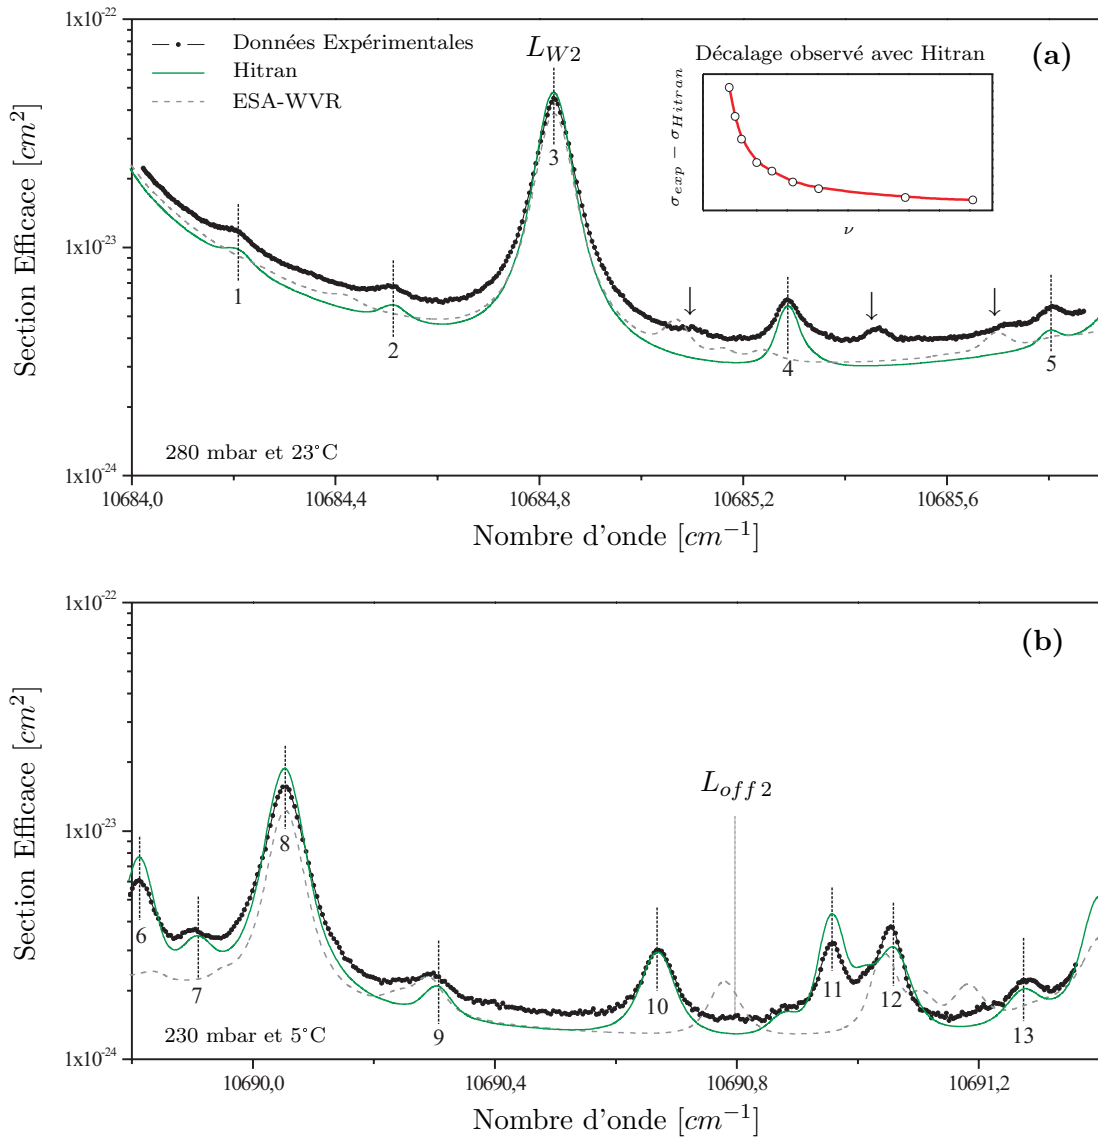 1x10-22
Données Expérimentales
Hitran
ESA-WVR
L_W2
Décalage observé avec Hitran
(a)
σ_exp − σ_Hitran
ν
Section Efficace [cm²]
1x10-23
1
2
3
4
5
280 mbar et 23°C
1x10-24
10684,0
10684,4
10684,8
10685,2
10685,6
Nombre d'onde [cm⁻¹]
1x10-22
(b)
Section Efficace [cm²]
L_off 2
1x10-23
6
7
8
9
10
11
12
13
230 mbar et 5°C
1x10-24
10690,0
10690,4
10690,8
10691,2
Nombre d'onde [cm⁻¹]